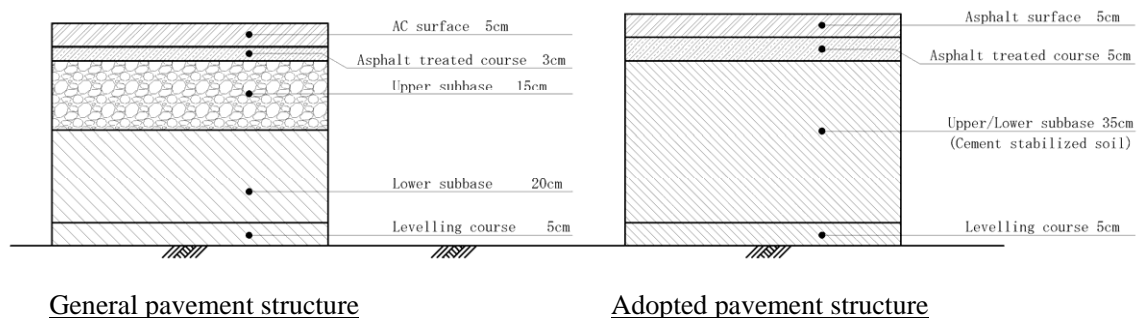 AC surface 5cm
Asphalt treated course 3cm
Upper subbase 15cm
Lower subbase 20cm
Levelling course 5cm
General pavement structure
Asphalt surface 5cm
Asphalt treated course 5cm
Upper/Lower subbase 35cm
(Cement stabilized soil)
Levelling course 5cm
Adopted pavement structure